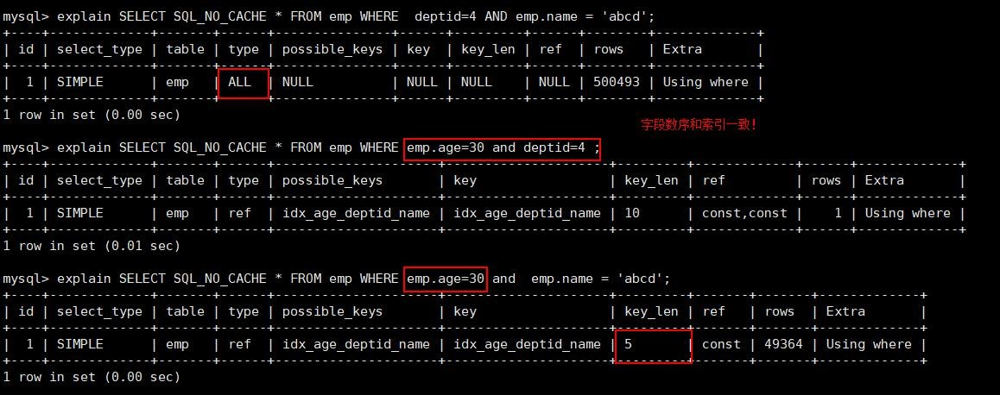 mysql> explain SELECT SQL_NO_CACHE * FROM emp WHERE  deptid=4 AND emp.name = 'abcd';
+----+-------------+-------+------+---------------+------+---------+------+--------+-------------+
| id | select_type | table | type | possible_keys | key  | key_len | ref  | rows   | Extra       |
+----+-------------+-------+------+---------------+------+---------+------+--------+-------------+
|  1 | SIMPLE      | emp   | ALL  | NULL          | NULL | NULL    | NULL | 500493 | Using where |
+----+-------------+-------+------+---------------+------+---------+------+--------+-------------+
1 row in set (0.00 sec)
字段数序和索引一致！
mysql> explain SELECT SQL_NO_CACHE * FROM emp WHERE emp.age=30 and deptid=4 ;
+----+-------------+-------+------+---------------------+---------------------+---------+-------------+------+-------------+
| id | select_type | table | type | possible_keys       | key                 | key_len | ref         | rows | Extra       |
+----+-------------+-------+------+---------------------+---------------------+---------+-------------+------+-------------+
|  1 | SIMPLE      | emp   | ref  | idx_age_deptid_name | idx_age_deptid_name | 10      | const,const |    1 | Using where |
+----+-------------+-------+------+---------------------+---------------------+---------+-------------+------+-------------+
1 row in set (0.01 sec)
mysql> explain SELECT SQL_NO_CACHE * FROM emp WHERE emp.age=30 and  emp.name = 'abcd';
+----+-------------+-------+------+---------------------+---------------------+---------+-------+-------+-------------+
| id | select_type | table | type | possible_keys       | key                 | key_len | ref   | rows  | Extra       |
+----+-------------+-------+------+---------------------+---------------------+---------+-------+-------+-------------+
|  1 | SIMPLE      | emp   | ref  | idx_age_deptid_name | idx_age_deptid_name | 5       | const | 49364 | Using where |
+----+-------------+-------+------+---------------------+---------------------+---------+-------+-------+-------------+
1 row in set (0.00 sec)